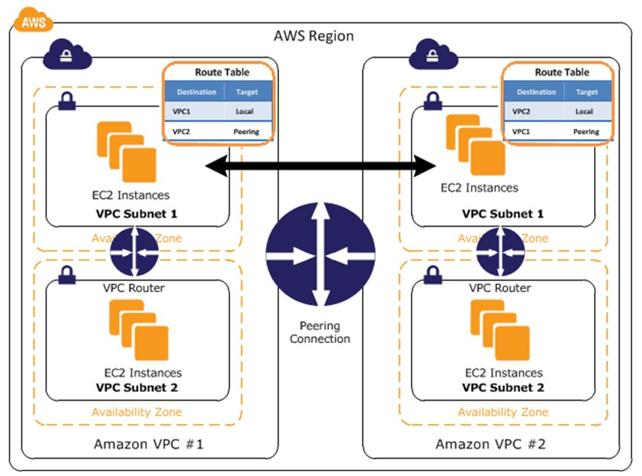 AWS
AWS Region
Route Table
Destination Target
VPC1 Local
VPC2 Peering
EC2 Instances
VPC Subnet 1
Availability Zone
VPC Router
EC2 Instances
VPC Subnet 2
Availability Zone
Amazon VPC #1
Peering
Connection
Route Table
Destination Target
VPC2 Local
VPC1 Peering
EC2 Instances
VPC Subnet 1
Availability Zone
VPC Router
EC2 Instances
VPC Subnet 2
Availability Zone
Amazon VPC #2